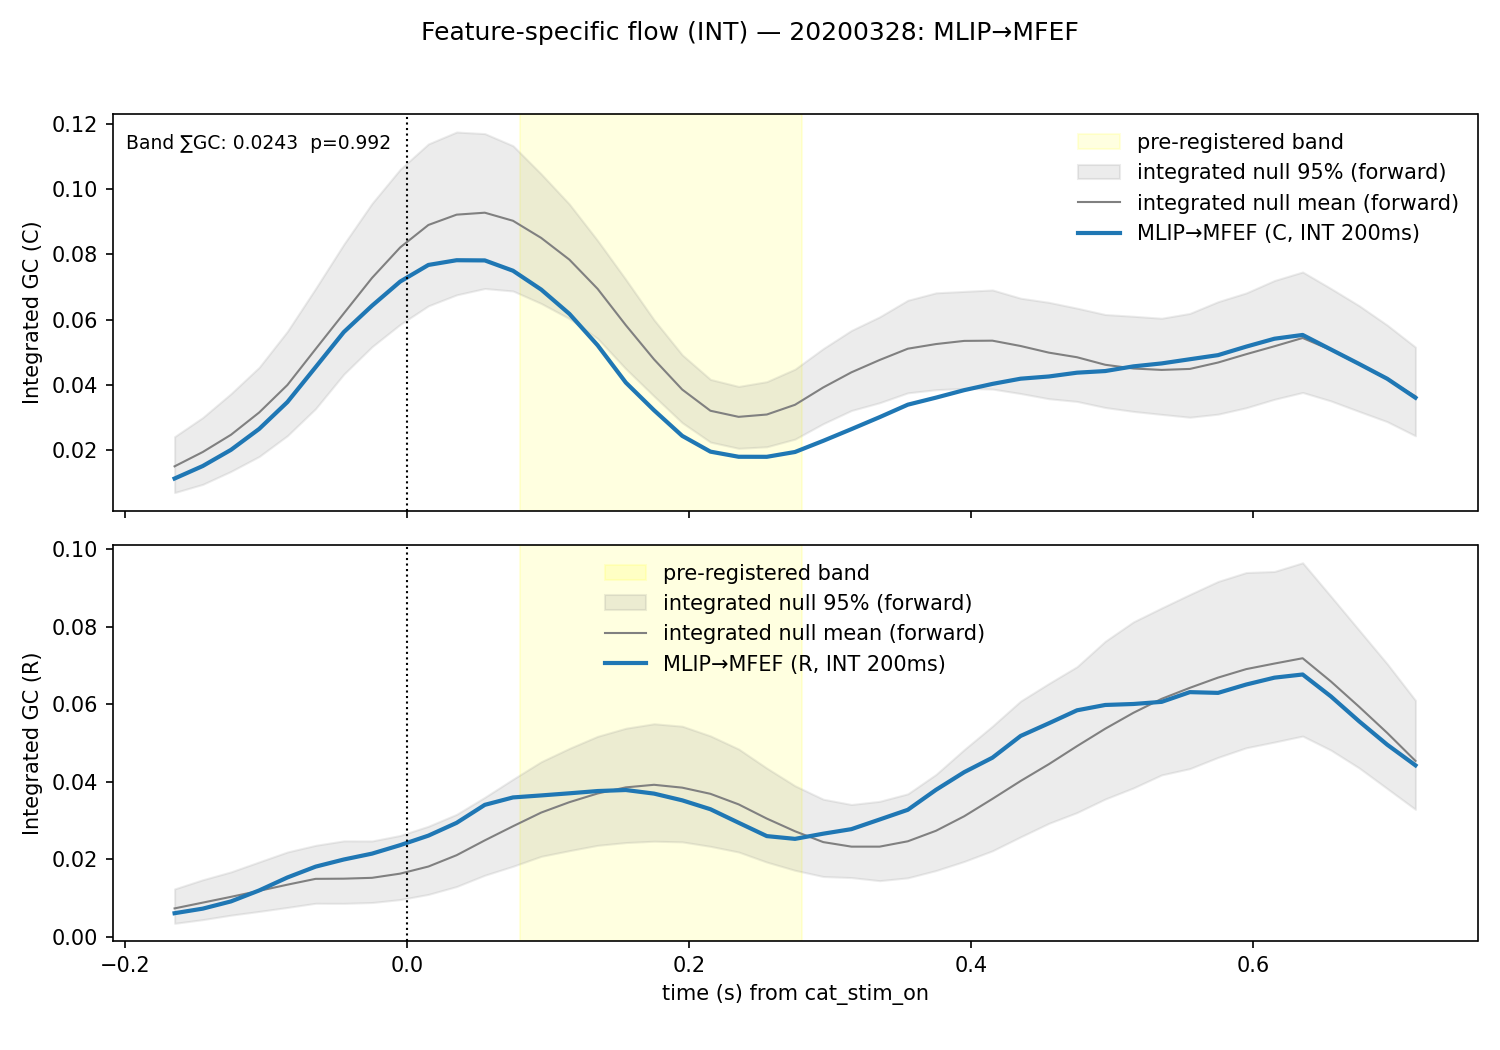 Feature-specific flow (INT) — 20200328: MLIP→MFEF
Band ∑GC: 0.0243  p=0.992
pre-registered band
integrated null 95% (forward)
integrated null mean (forward)
MLIP→MFEF (C, INT 200ms)
Integrated GC (C)
0.12
0.10
0.08
0.06
0.04
0.02
pre-registered band
integrated null 95% (forward)
integrated null mean (forward)
MLIP→MFEF (R, INT 200ms)
Integrated GC (R)
0.10
0.08
0.06
0.04
0.02
0.00
−0.2 0.0 0.2 0.4 0.6
time (s) from cat_stim_on